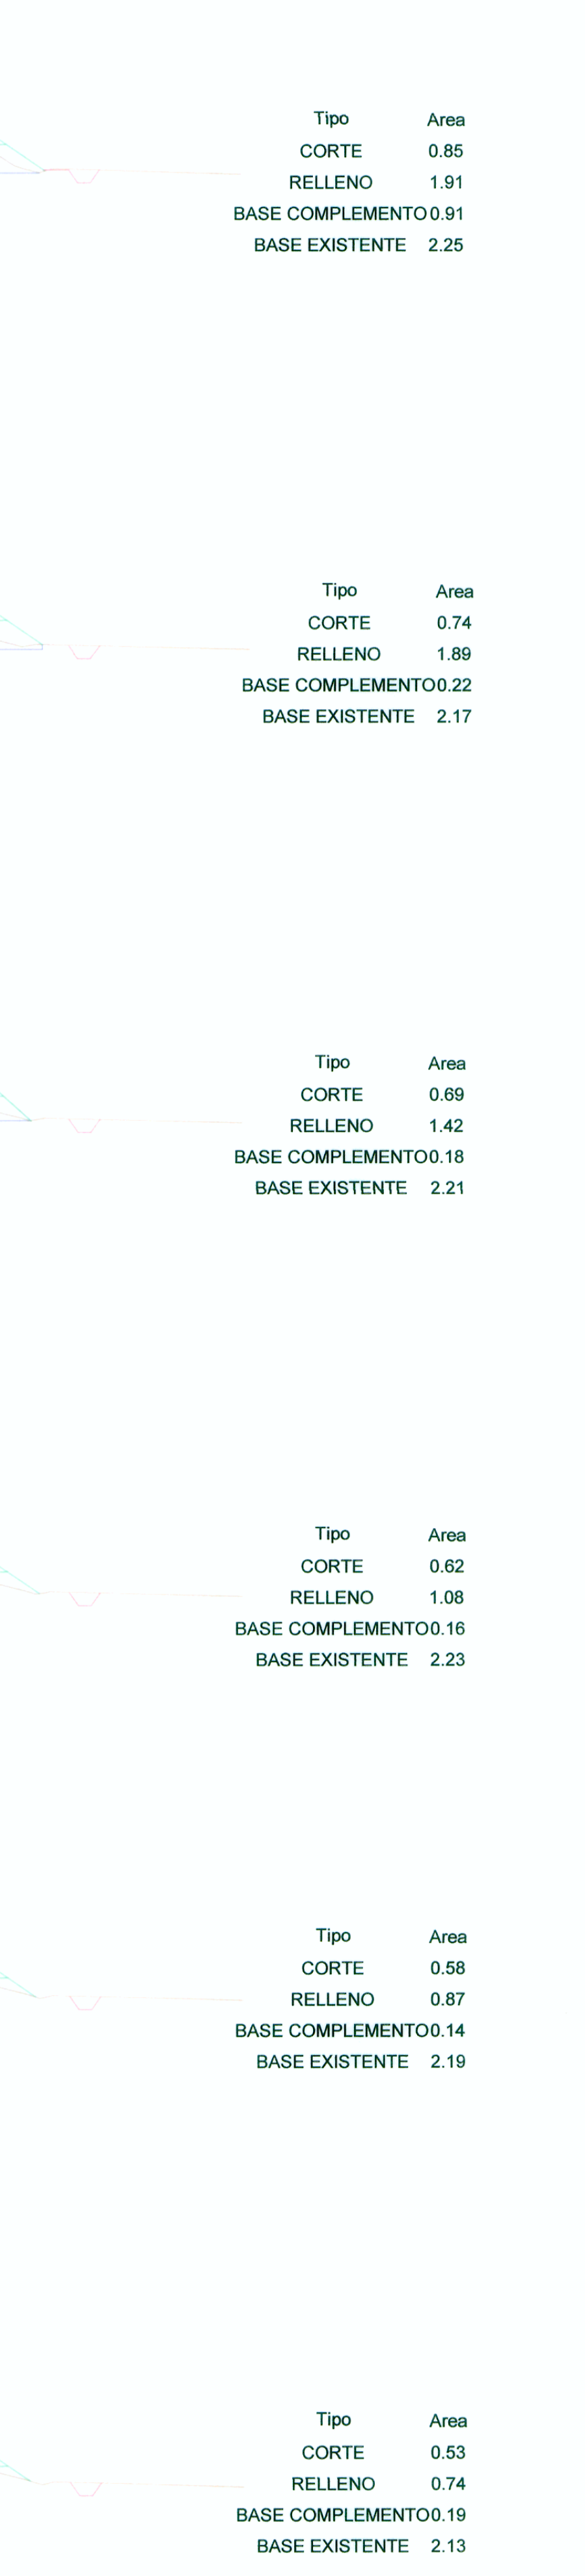 Tipo Area
CORTE 0.85
RELLENO 1.91
BASE COMPLEMENTO 0.91
BASE EXISTENTE 2.25
Tipo Area
CORTE 0.74
RELLENO 1.89
BASE COMPLEMENTO 0.22
BASE EXISTENTE 2.17
Tipo Area
CORTE 0.69
RELLENO 1.42
BASE COMPLEMENTO 0.18
BASE EXISTENTE 2.21
Tipo Area
CORTE 0.62
RELLENO 1.08
BASE COMPLEMENTO 0.16
BASE EXISTENTE 2.23
Tipo Area
CORTE 0.58
RELLENO 0.87
BASE COMPLEMENTO 0.14
BASE EXISTENTE 2.19
Tipo Area
CORTE 0.53
RELLENO 0.74
BASE COMPLEMENTO 0.19
BASE EXISTENTE 2.13